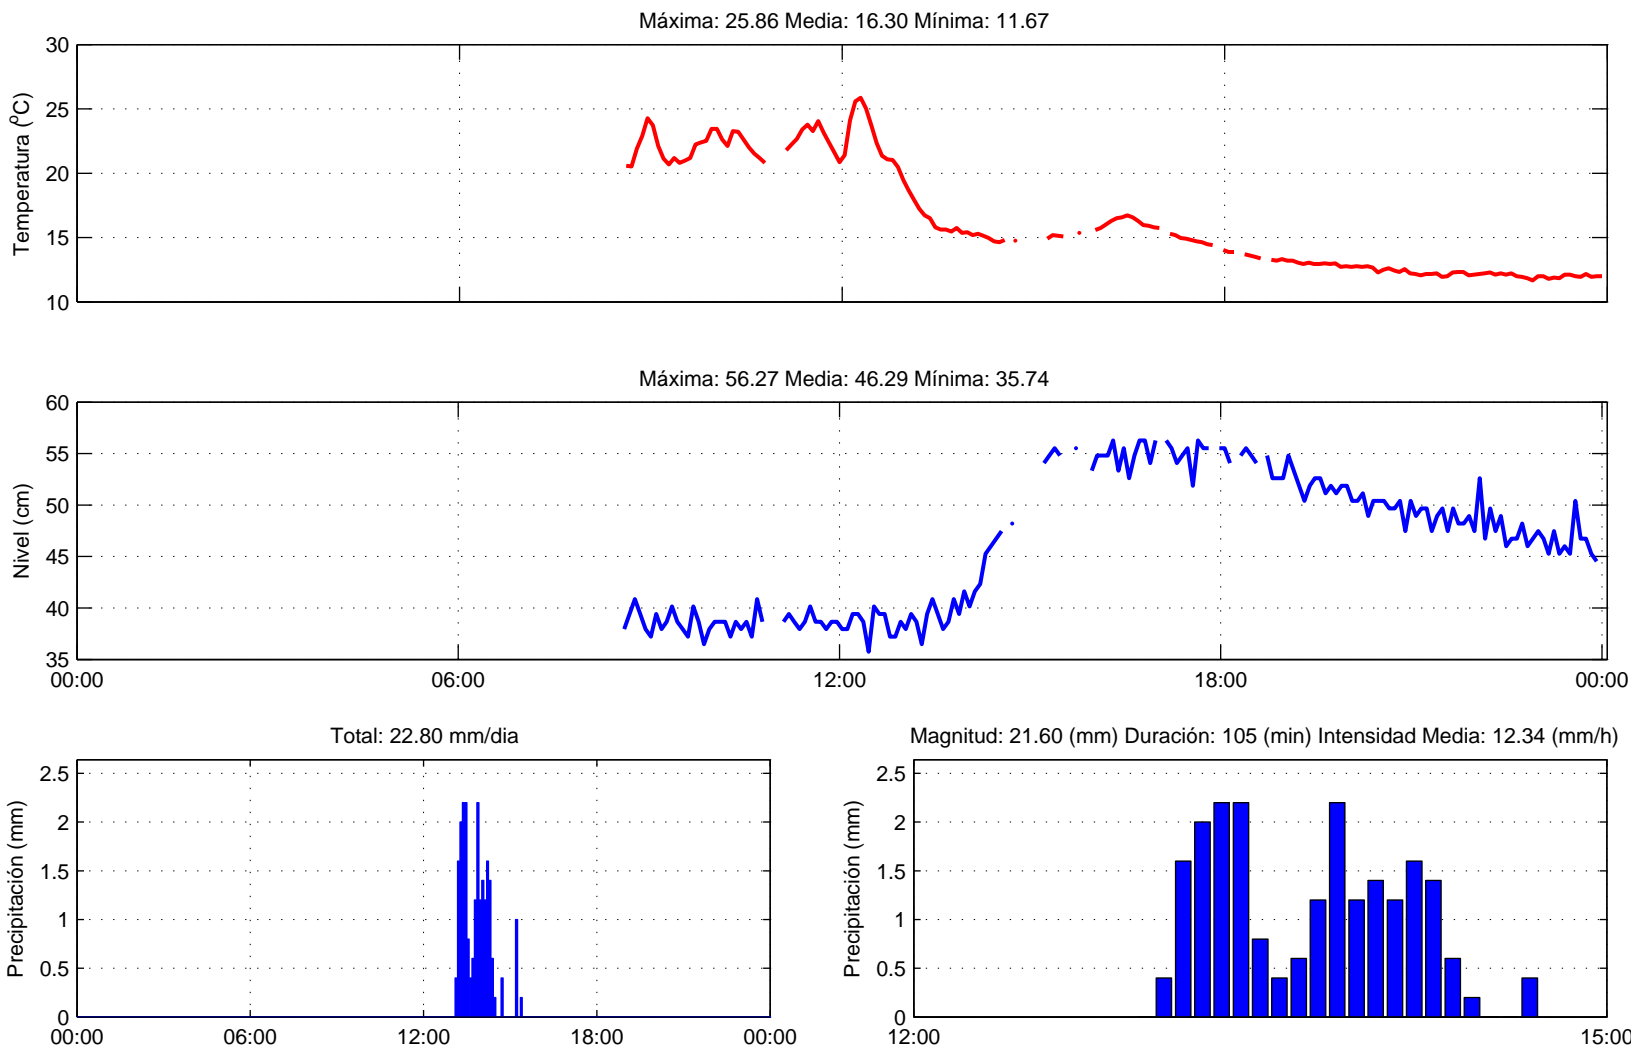 Máxima: 25.86 Media: 16.30 Mínima: 11.67
30
25
20
15
10
Temperatura (ºC)
Máxima: 56.27 Media: 46.29 Mínima: 35.74
60
55
50
45
40
35
Nivel (cm)
00:00 06:00 12:00 18:00 00:00
Total: 22.80 mm/dia
2.5
2
1.5
1
0.5
0
Precipitación (mm)
00:00 06:00 12:00 18:00 00:00
Magnitud: 21.60 (mm) Duración: 105 (min) Intensidad Media: 12.34 (mm/h)
2.5
2
1.5
1
0.5
0
Precipitación (mm)
12:00 15:00